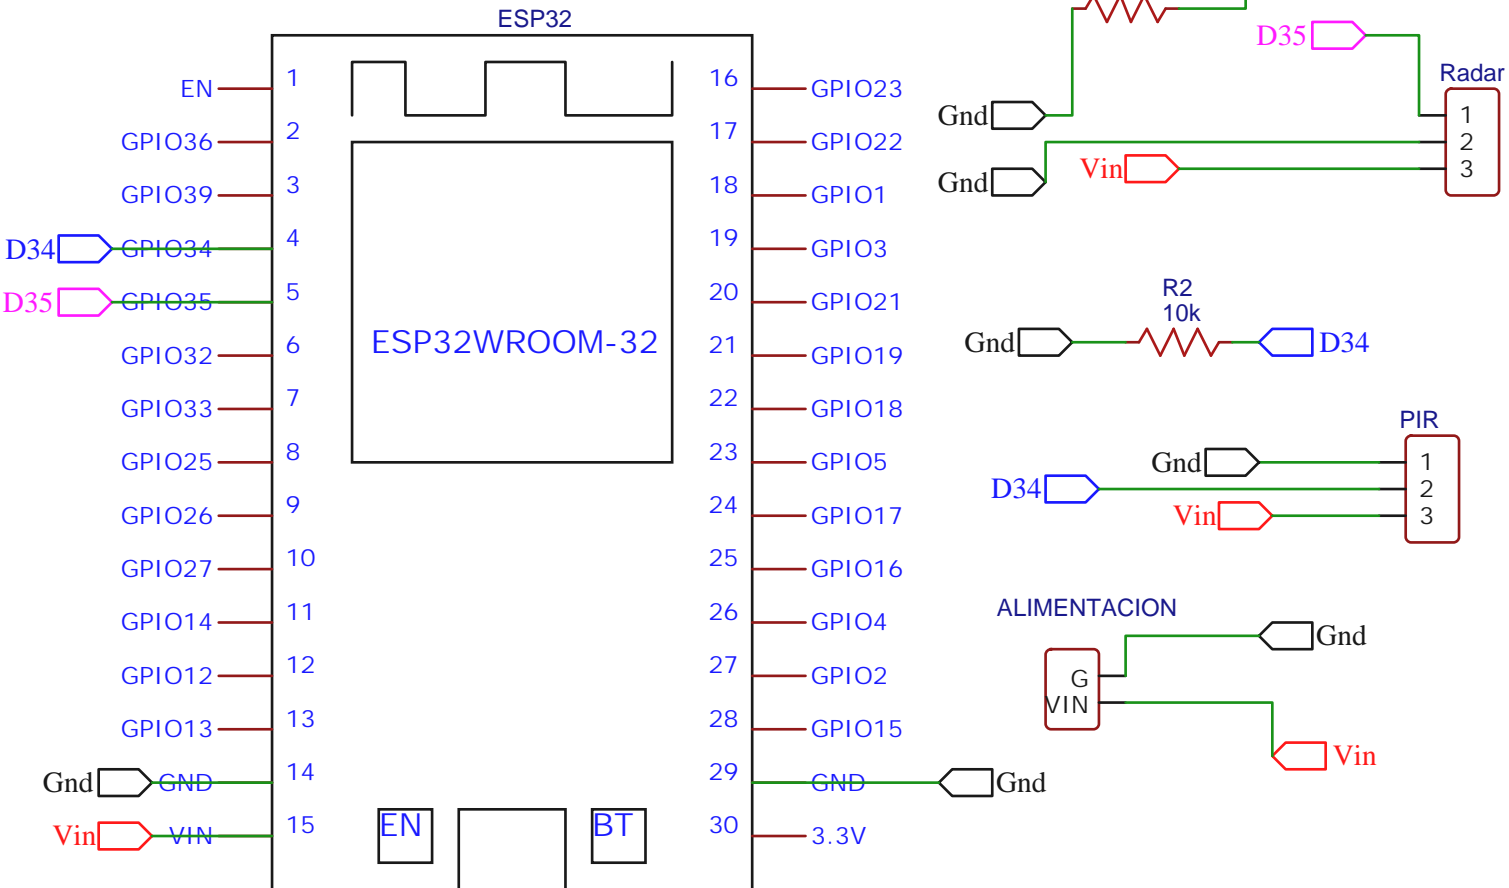 ESP32
EN
1
GPIO36
2
GPIO39
3
D34
GPIO34
4
D35
GPIO35
5
GPIO32
6
GPIO33
7
GPIO25
8
GPIO26
9
GPIO27
10
GPIO14
11
GPIO12
12
GPIO13
13
Gnd
GND
14
Vin
VIN
15
ESP32WROOM-32
EN
BT
16
GPIO23
17
GPIO22
18
GPIO1
19
GPIO3
20
GPIO21
21
GPIO19
22
GPIO18
23
GPIO5
24
GPIO17
25
GPIO16
26
GPIO4
27
GPIO2
28
GPIO15
29
GND
Gnd
30
3.3V
D35
Radar
Gnd
1
2
Gnd
Vin
3
R2
10k
Gnd
D34
PIR
Gnd
1
D34
2
Vin
3
ALIMENTACION
Gnd
G
VIN
Vin